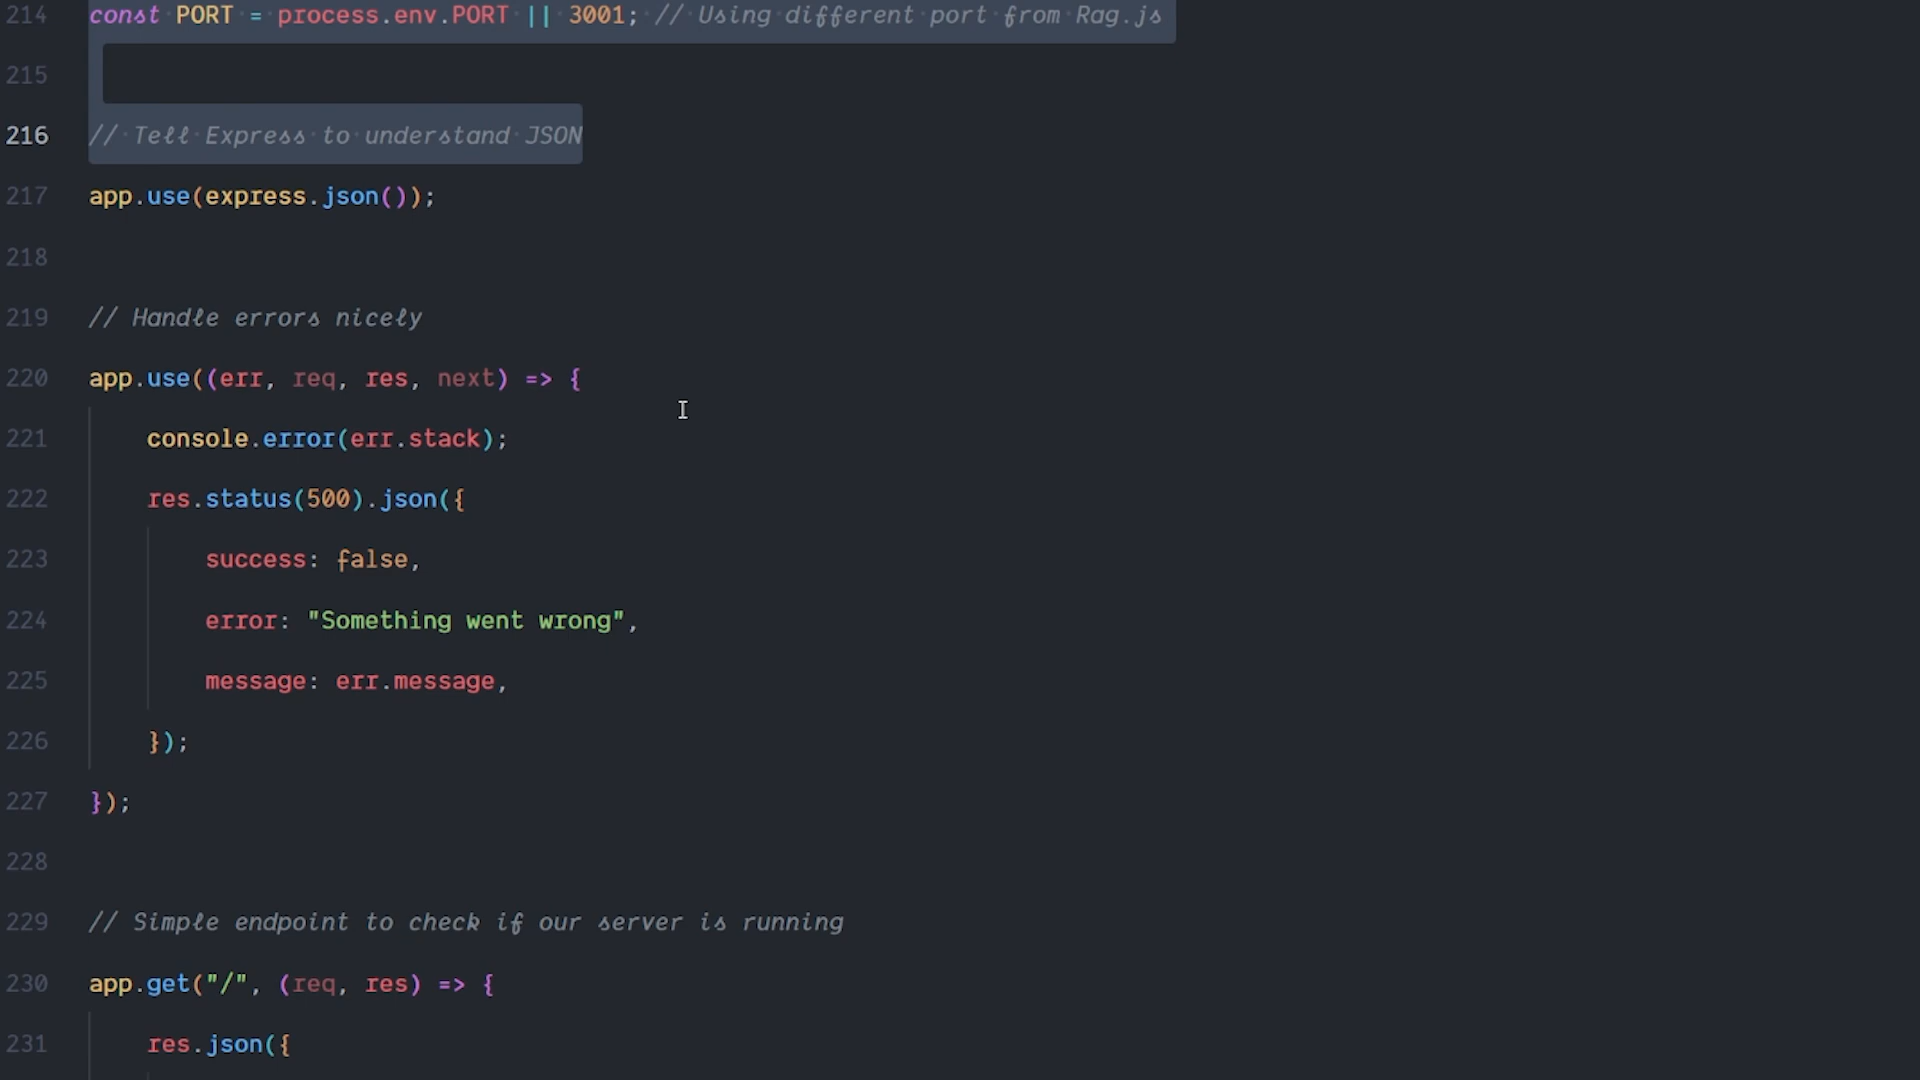 214 const PORT = process.env.PORT || 3001; // Using different port from Rag.js
215
216 // Tell Express to understand JSON
217 app.use(express.json());
218
219 // Handle errors nicely
220 app.use((err, req, res, next) => {
221 console.error(err.stack);
222 res.status(500).json({
223 success: false,
224 error: "Something went wrong",
225 message: err.message,
226 });
227 });
228
229 // Simple endpoint to check if our server is running
230 app.get("/", (req, res) => {
231 res.json({